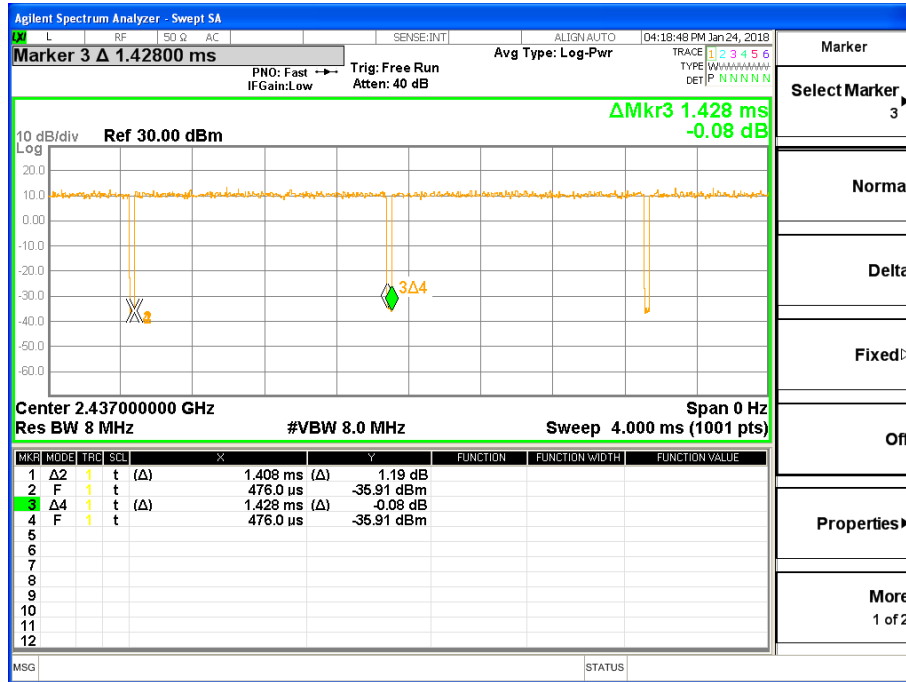 Agilent Spectrum Analyzer - Swept SA
LXI L RF 50 Ω AC SENSE:INT ALIGN AUTO 04:18:48 PM Jan 24, 2018
Marker 3 Δ 1.42800 ms
PNO: Fast
IFGain:Low
Trig: Free Run
Atten: 40 dB
Avg Type: Log-Pwr
TRACE 1 2 3 4 5 6
TYPE WWWWWW
DET P N N N N N
ΔMkr3 1.428 ms
-0.08 dB
10 dB/div Ref 30.00 dBm
Log
20.0
10.0
0.00
-10.0
-20.0
-30.0
-40.0
-50.0
-60.0
3Δ4
2
Center 2.437000000 GHz Span 0 Hz
Res BW 8 MHz #VBW 8.0 MHz Sweep 4.000 ms (1001 pts)
MKR MODE TRC SCL X Y FUNCTION FUNCTION WIDTH FUNCTION VALUE
1 Δ2 1 t (Δ) 1.408 ms (Δ) 1.19 dB
2 F 1 t 476.0 µs -35.91 dBm
3 Δ4 1 t (Δ) 1.428 ms (Δ) -0.08 dB
4 F 1 t 476.0 µs -35.91 dBm
5
6
7
8
9
10
11
12
MSG STATUS
Marker
Select Marker
3
Norma
Delta
Fixed
Off
Properties
More
1 of 2